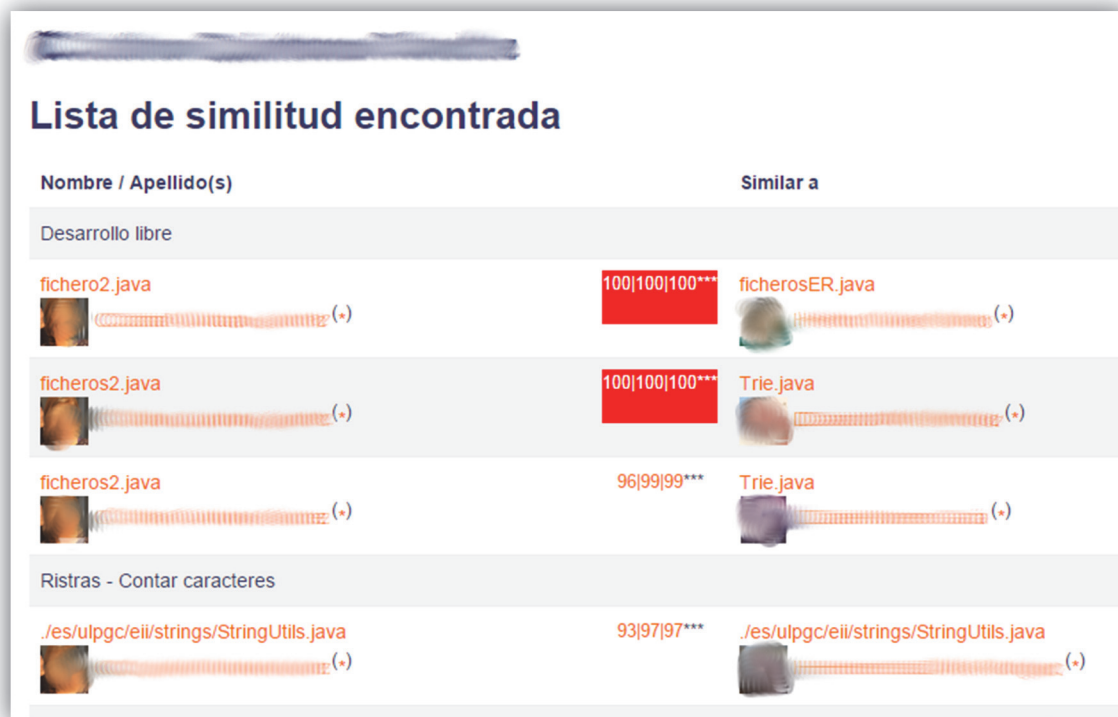 Lista de similitud encontrada
Nombre / Apellido(s) Similar a
Desarrollo libre
fichero2.java 100|100|100*** ficherosER.java
(*) (*)
ficheros2.java 100|100|100*** Trie.java
(*) (*)
ficheros2.java 96|99|99*** Trie.java
(*) (*)
Ristras - Contar caracteres
./es/ulpgc/eii/strings/StringUtils.java 93|97|97*** ./es/ulpgc/eii/strings/StringUtils.java
(*) (*)